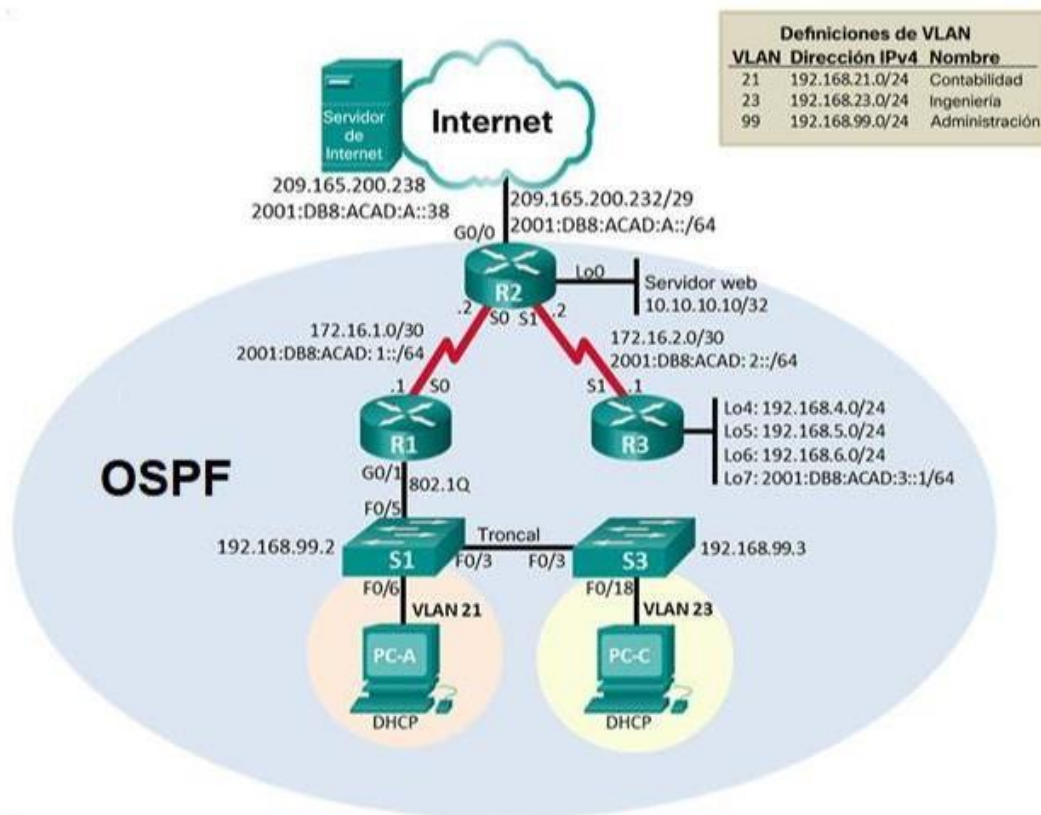 Definiciones de VLAN
VLAN Dirección IPv4 Nombre
21 192.168.21.0/24 Contabilidad
23 192.168.23.0/24 Ingeniería
99 192.168.99.0/24 Administración
Servidor
de
Internet
Internet
209.165.200.238
2001:DB8:ACAD:A::38
209.165.200.232/29
2001:DB8:ACAD:A::/64
G0/0
R2
Lo0
Servidor web
10.10.10.10/32
.2
S0
S1
.2
172.16.1.0/30
2001:DB8:ACAD: 1::/64
172.16.2.0/30
2001:DB8:ACAD: 2::/64
.1
S0
S1
.1
R1
R3
Lo4: 192.168.4.0/24
Lo5: 192.168.5.0/24
Lo6: 192.168.6.0/24
Lo7: 2001:DB8:ACAD:3::1/64
OSPF
G0/1
802.1Q
F0/5
192.168.99.2
S1
Troncal
F0/3
F0/3
S3
192.168.99.3
F0/6
VLAN 21
F0/18
VLAN 23
PC-A
PC-C
DHCP
DHCP